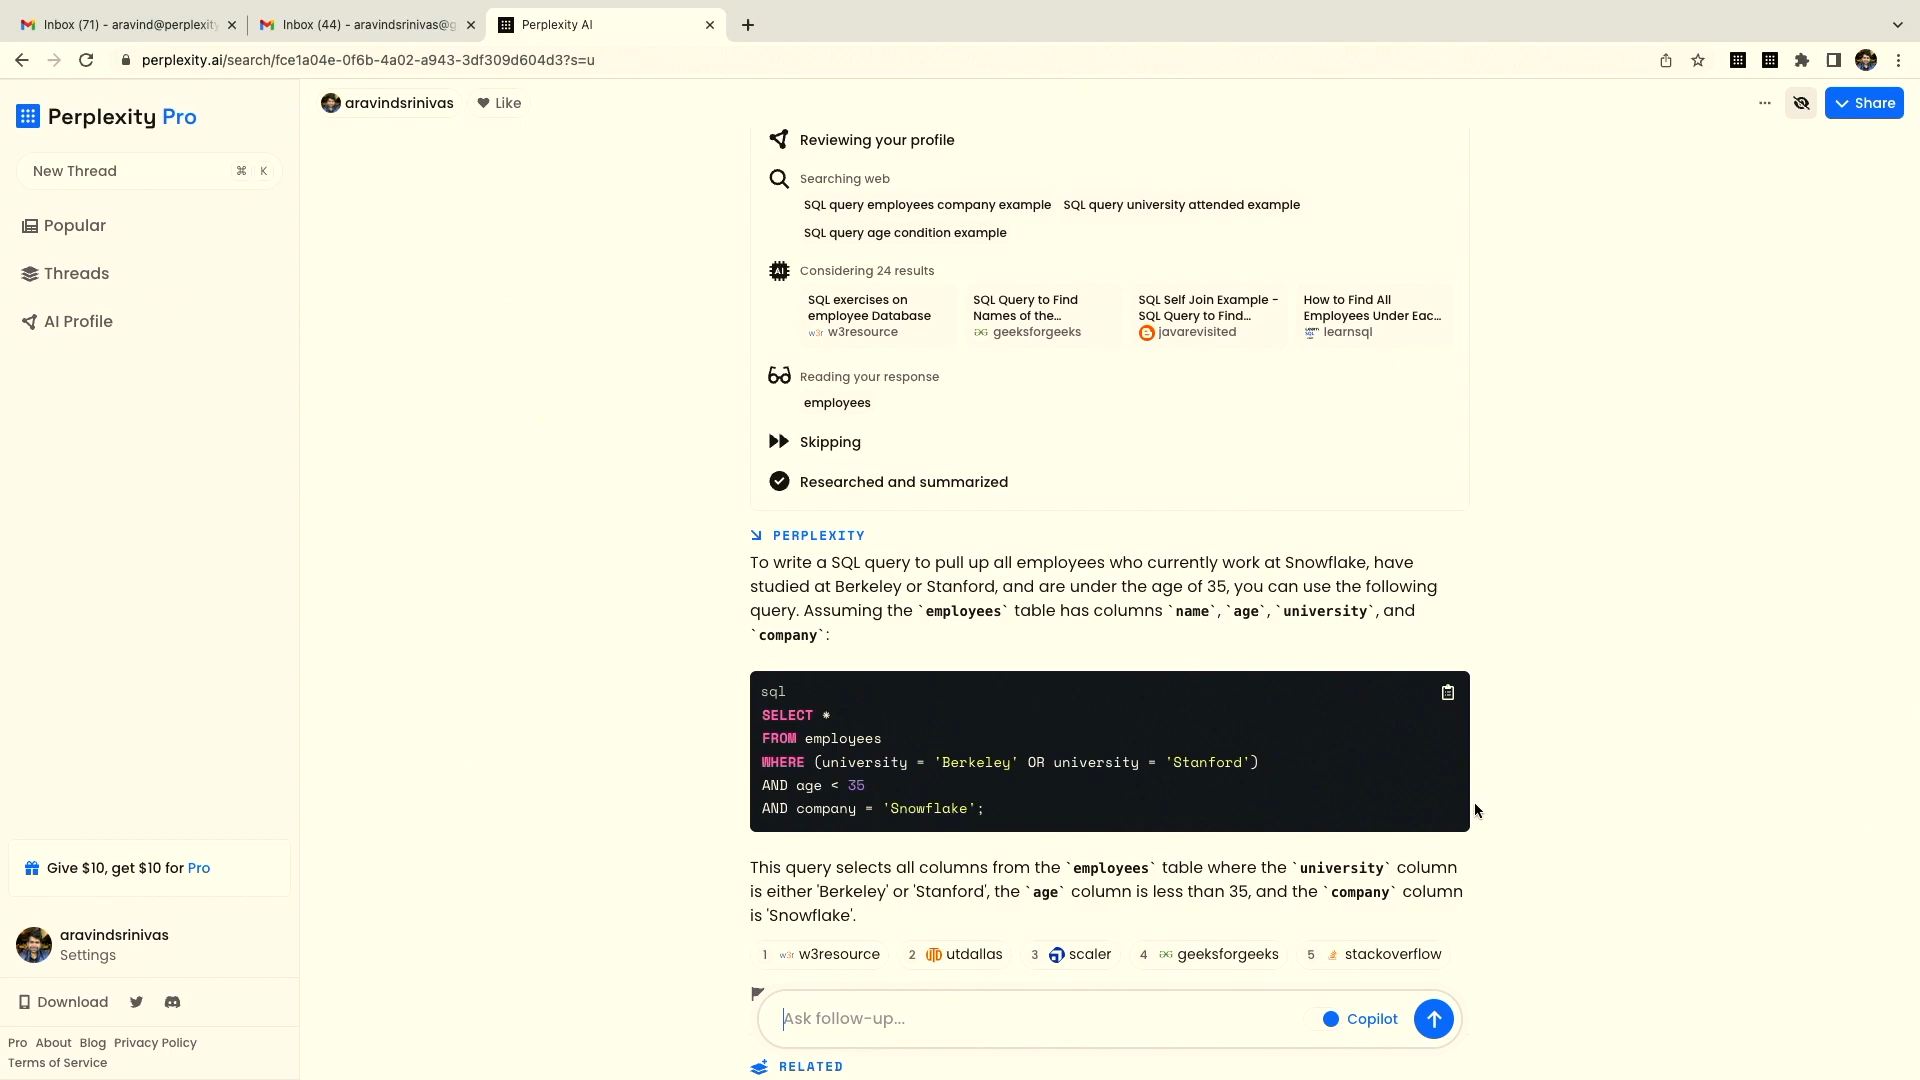 Inbox (71) - aravind@perplexity
Inbox (44) - aravindsrinivas@g
Perplexity AI
perplexity.ai/search/fce1a04e-0f6b-4a02-a943-3df309d604d3?s=u
Perplexity Pro
New Thread ⌘ K
Popular
Threads
AI Profile
Give $10, get $10 for Pro
aravindsrinivas
Settings
Download
Pro About Blog Privacy Policy
Terms of Service
aravindsrinivas Like
... Share
Reviewing your profile
Searching web
SQL query employees company example SQL query university attended example
SQL query age condition example
AI Considering 24 results
SQL exercises on
employee Database
w3r w3resource
SQL Query to Find
Names of the...
geeksforgeeks
SQL Self Join Example -
SQL Query to Find...
javarevisited
How to Find All
Employees Under Eac...
learnsql
Reading your response
employees
Skipping
Researched and summarized
PERPLEXITY
To write a SQL query to pull up all employees who currently work at Snowflake, have
studied at Berkeley or Stanford, and are under the age of 35, you can use the following
query. Assuming the `employees` table has columns `name`, `age`, `university`, and
`company`:
sql
SELECT *
FROM employees
WHERE (university = 'Berkeley' OR university = 'Stanford')
AND age < 35
AND company = 'Snowflake';
This query selects all columns from the `employees` table where the `university` column
is either 'Berkeley' or 'Stanford', the `age` column is less than 35, and the `company` column
is 'Snowflake'.
1 w3r w3resource 2 utdallas 3 scaler 4 geeksforgeeks 5 stackoverflow
Ask follow-up... Copilot
RELATED